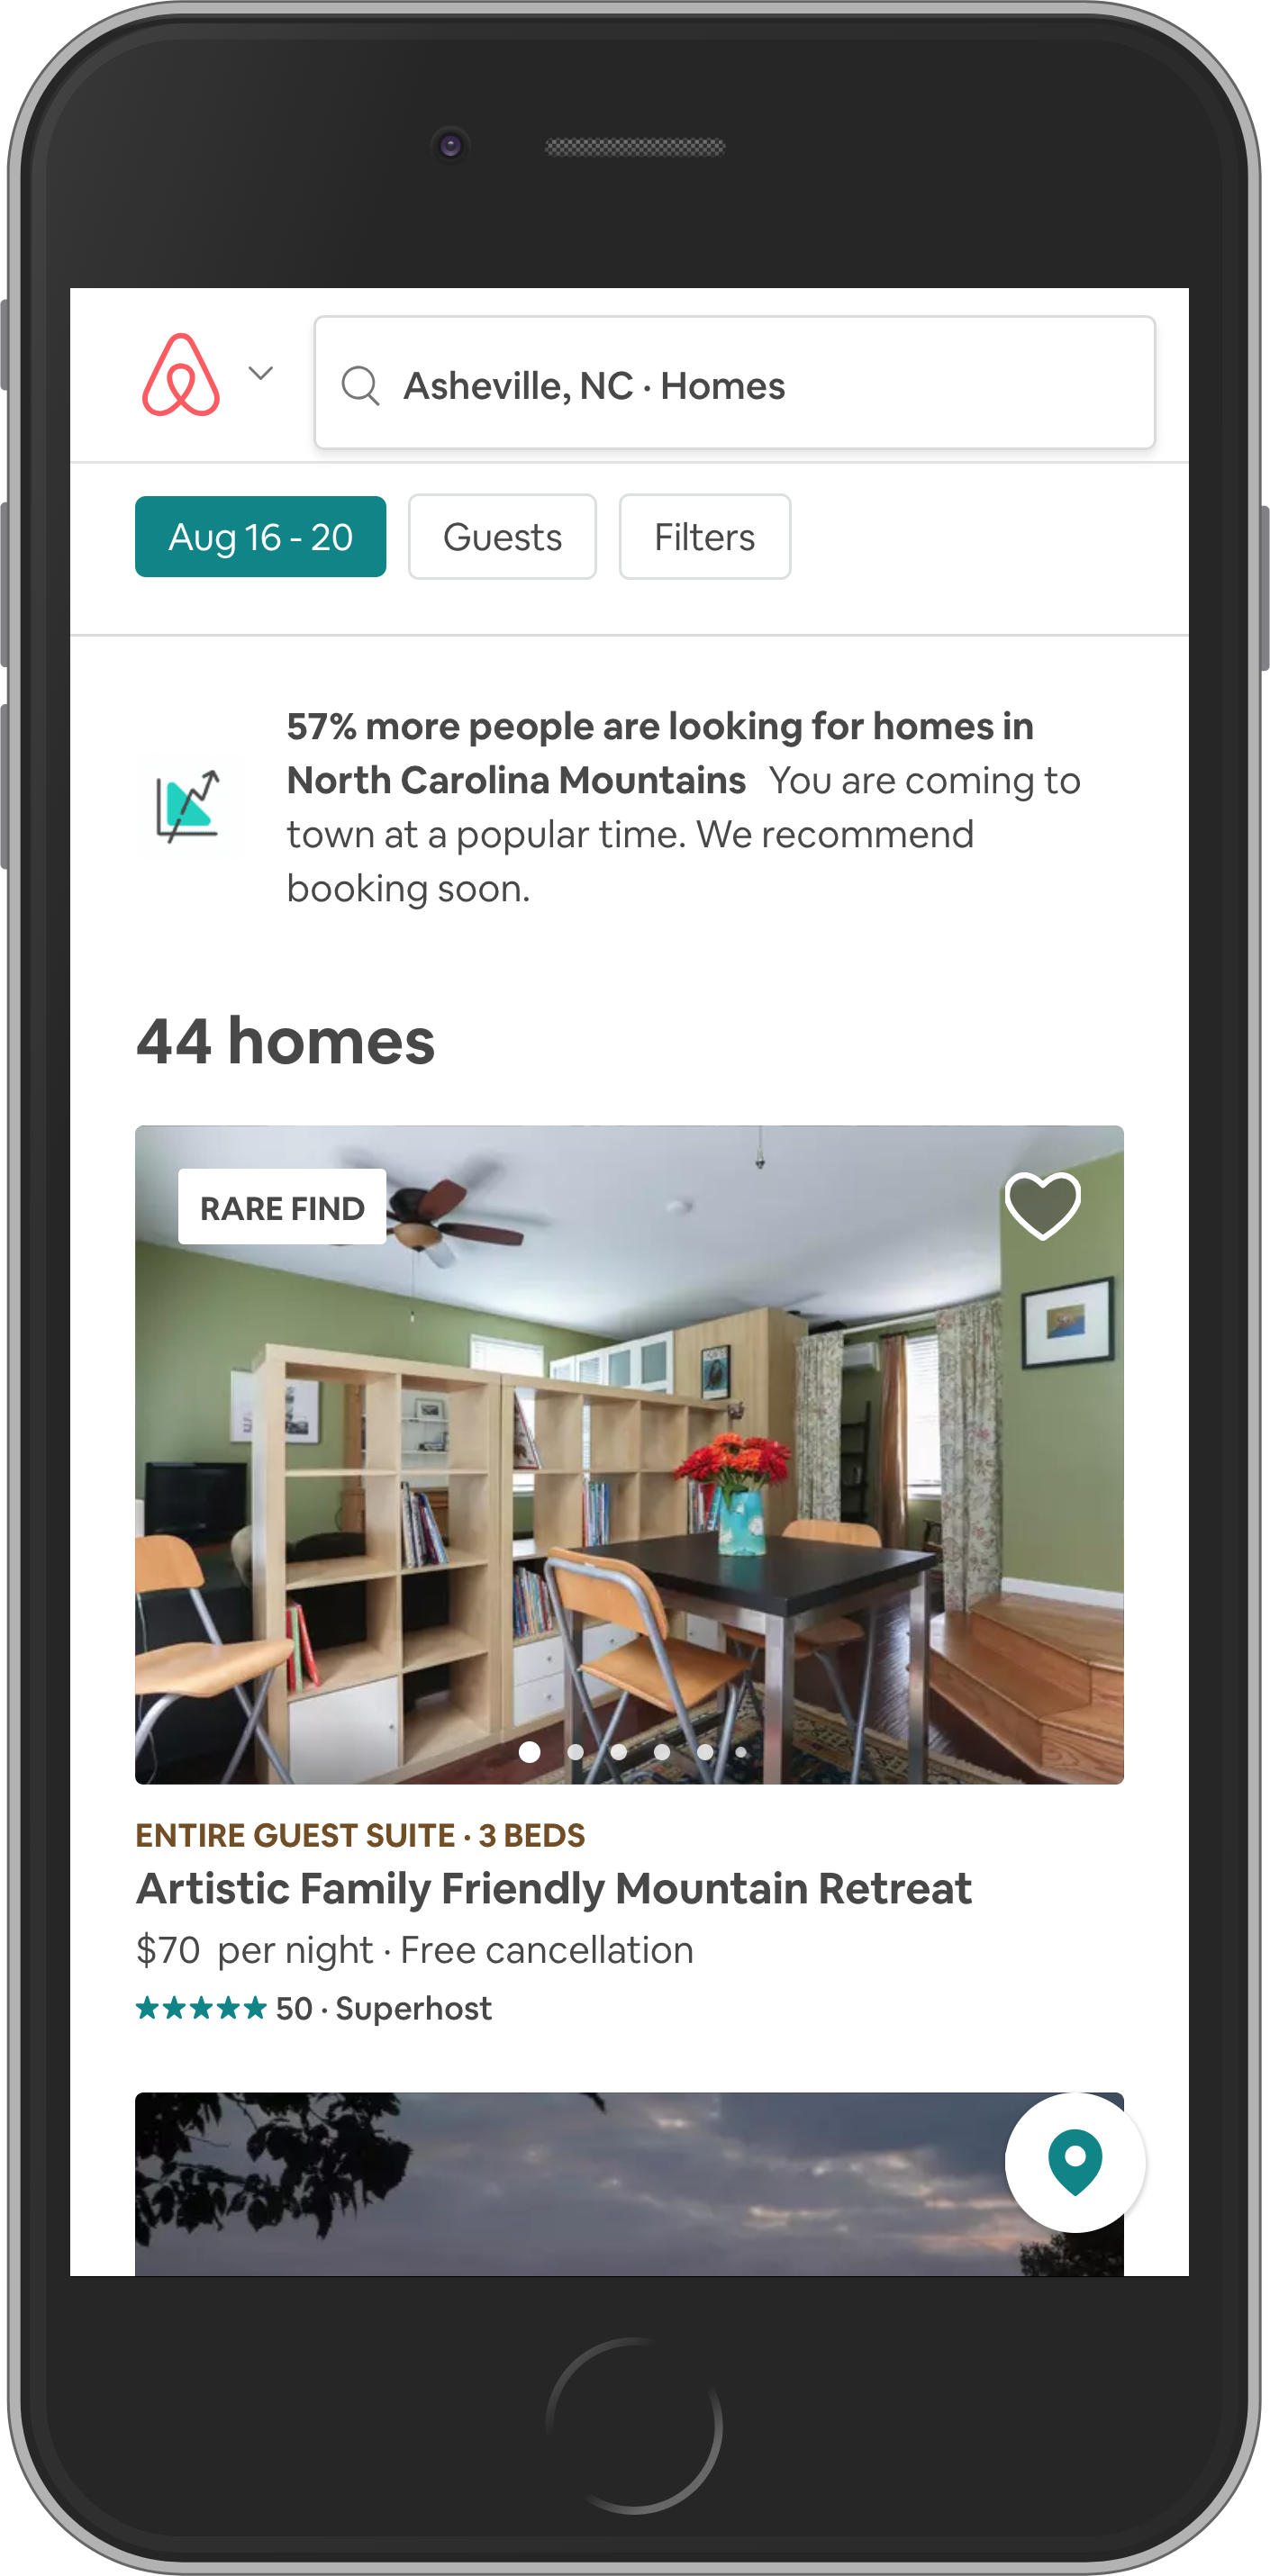 Asheville, NC · Homes
Aug 16 - 20
Guests
Filters
57% more people are looking for homes in
North Carolina Mountains You are coming to
town at a popular time. We recommend
booking soon.
44 homes
RARE FIND
ENTIRE GUEST SUITE · 3 BEDS
Artistic Family Friendly Mountain Retreat
$70 per night · Free cancellation
50 · Superhost